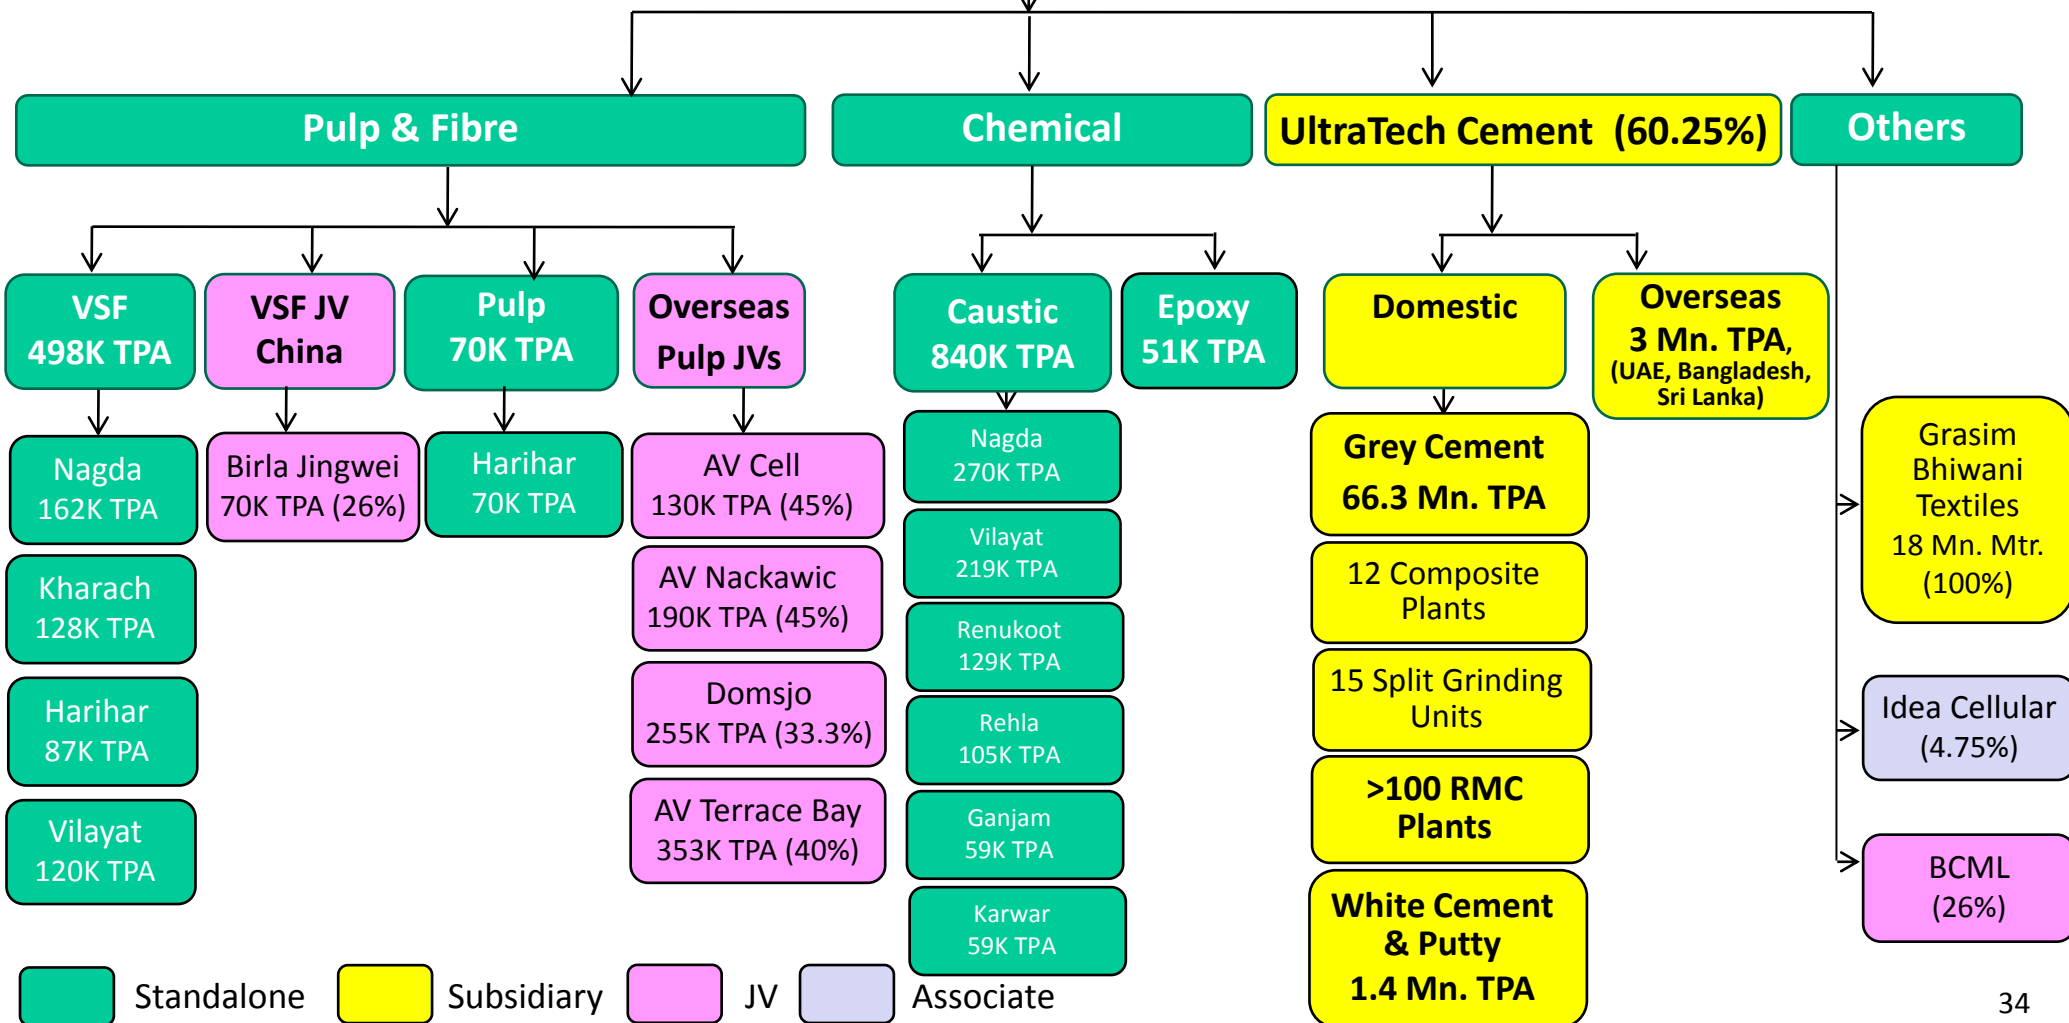 Pulp & Fibre
Chemical
UltraTech Cement (60.25%)
Others
VSF
498K TPA
VSF JV
China
Pulp
70K TPA
Overseas
Pulp JVs
Caustic
840K TPA
Epoxy
51K TPA
Domestic
Overseas
3 Mn. TPA,
(UAE, Bangladesh,
Sri Lanka)
Nagda
162K TPA
Kharach
128K TPA
Harihar
87K TPA
Vilayat
120K TPA
Birla Jingwei
70K TPA (26%)
Harihar
70K TPA
AV Cell
130K TPA (45%)
AV Nackawic
190K TPA (45%)
Domsjo
255K TPA (33.3%)
AV Terrace Bay
353K TPA (40%)
Nagda
270K TPA
Vilayat
219K TPA
Renukoot
129K TPA
Rehla
105K TPA
Ganjam
59K TPA
Karwar
59K TPA
Grey Cement
66.3 Mn. TPA
12 Composite
Plants
15 Split Grinding
Units
>100 RMC
Plants
White Cement
& Putty
1.4 Mn. TPA
Grasim
Bhiwani
Textiles
18 Mn. Mtr.
(100%)
Idea Cellular
(4.75%)
BCML
(26%)
Standalone
Subsidiary
JV
Associate
34